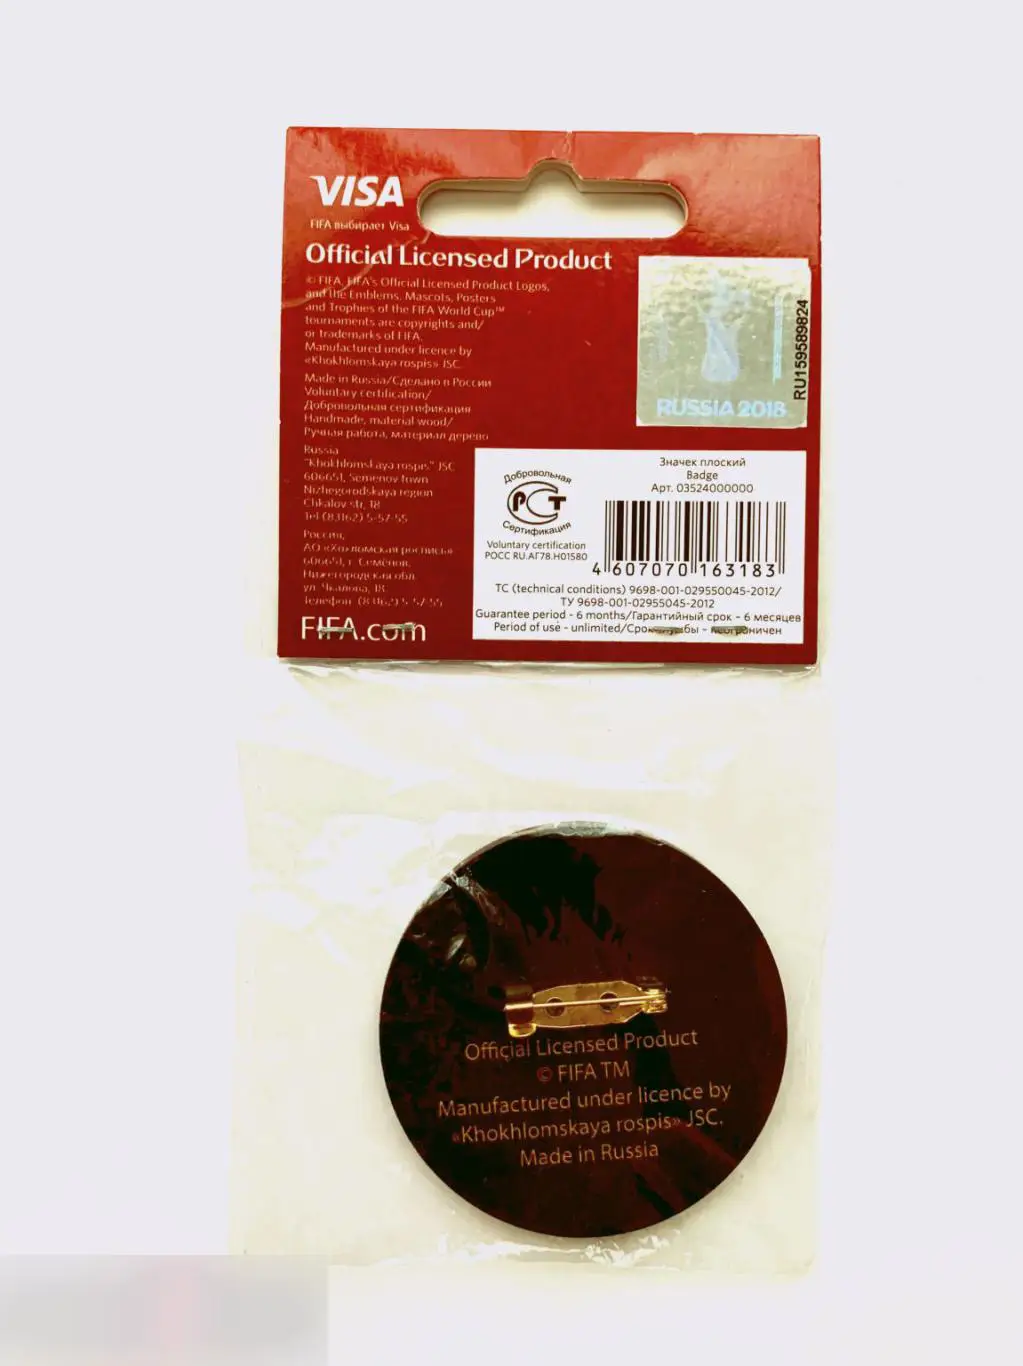 VISA
FIFA выбирает Visa
Official Licensed Product
© FIFA, FIFA's Official Licensed Product Logos,
and the Emblems, Mascots, Posters
and Trophies of the FIFA World Cup™
tournaments are copyrights and/
or trademarks of FIFA.
Manufactured under licence by
«Khokhlomskaya rospis» JSC.
Made in Russia/Сделано в России
Voluntary certification/
Добровольная сертификация
Handmade, material wood/
Ручная работа, материал дерево
Russia
"Khokhlomskaya rospis" JSC
606651, Semenov town
Nizhegorodskaya region
Chkalov str, 18
Tel (83162) 5-57-55
Россия,
АО «Хохломская роспись»
606651, г. Семёнов,
Нижегородская обл.
ул. Чкалова, 18.
Телефон (83162) 5-57-55
FIFA.com
RUSSIA 2018
RU159589824
Значек плоский
Badge
Арт. 03524000000
Добровольная
РСТ
Сертификация
Voluntary certification
РОСС RU.АГ78.Н01580
4 607070 163183
ТС (technical conditions) 9698-001-029550045-2012/
ТУ 9698-001-02955045-2012
Guarantee period - 6 months/Гарантийный срок - 6 месяцев
Period of use - unlimited/Срок службы - неограничен
Official Licensed Product
© FIFA TM
Manufactured under licence by
«Khokhlomskaya rospis» JSC.
Made in Russia